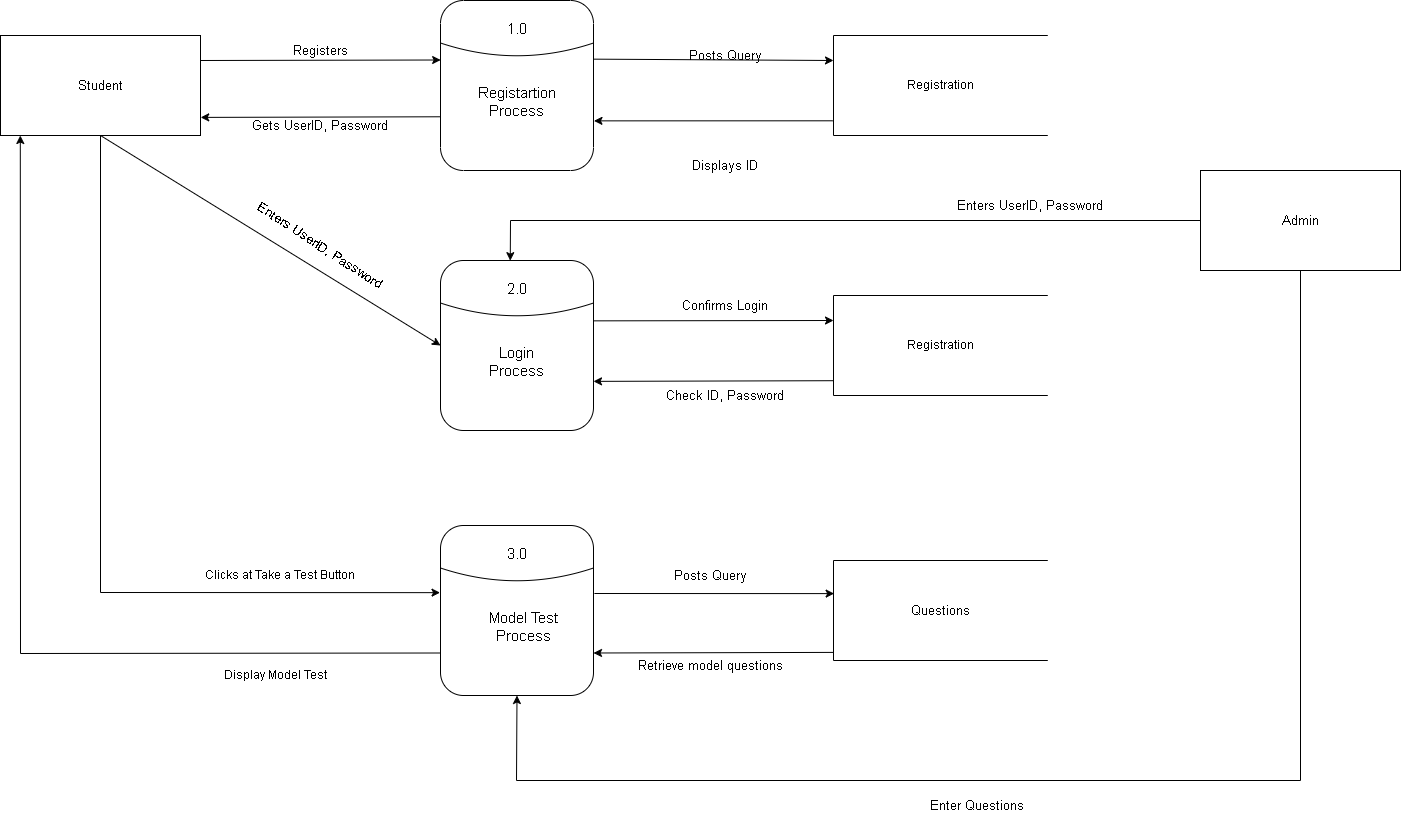 1.0
Registers
Posts Query
Student
Registartion
Process
Registration
Gets UserID, Password
Displays ID
Enters UserID, Password
Enters UserID, Password
Admin
2.0
Confirms Login
Login
Process
Registration
Check ID, Password
3.0
Clicks at Take a Test Button
Posts Query
Model Test
Process
Questions
Retrieve model questions
Display Model Test
Enter Questions